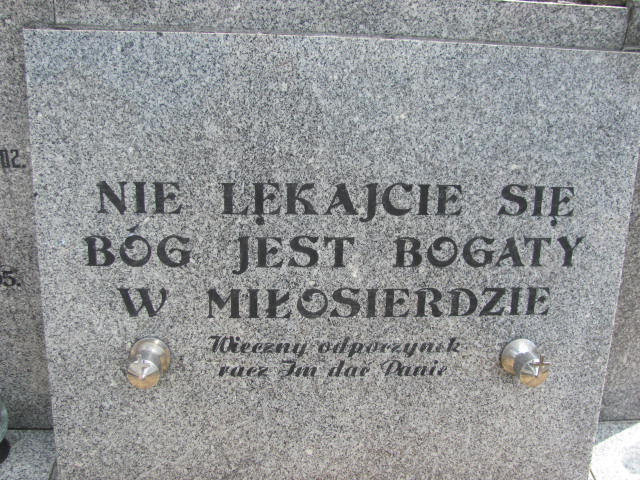 NIE LĘKAJCIE SIĘ
BÓG JEST BOGATY
W MIŁOSIERDZIE
Wieczny odpoczynek
racz Im dać Panie